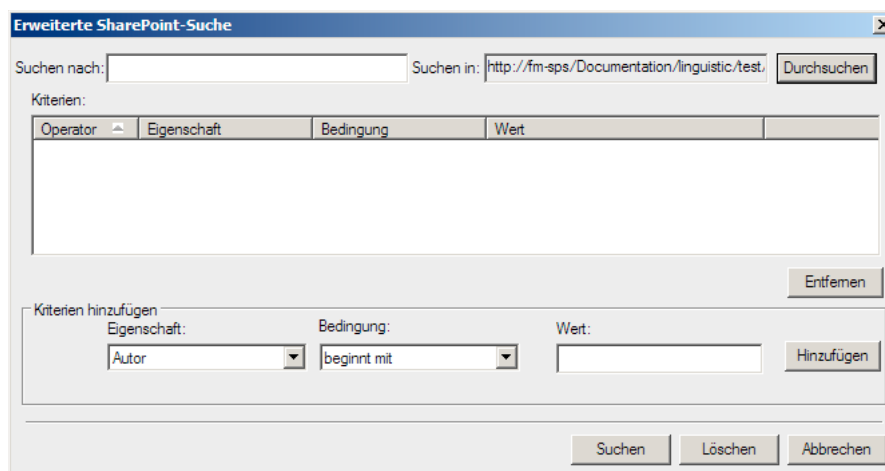 Erweiterte SharePoint-Suche
Suchen nach: Suchen in: http://fm-sps/Documentation/linguistic/test/ Durchsuchen
Kriterien:
Operator Eigenschaft Bedingung Wert
Entfernen
Kriterien hinzufügen
Eigenschaft: Bedingung: Wert:
Autor beginnt mit Hinzufügen
Suchen Löschen Abbrechen